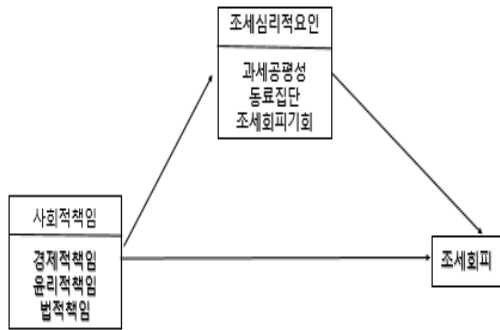 조세심리적요인
과세공평성
동료집단
조세회피기회
사회적책임
경제적책임
윤리적책임
법적책임
조세회피